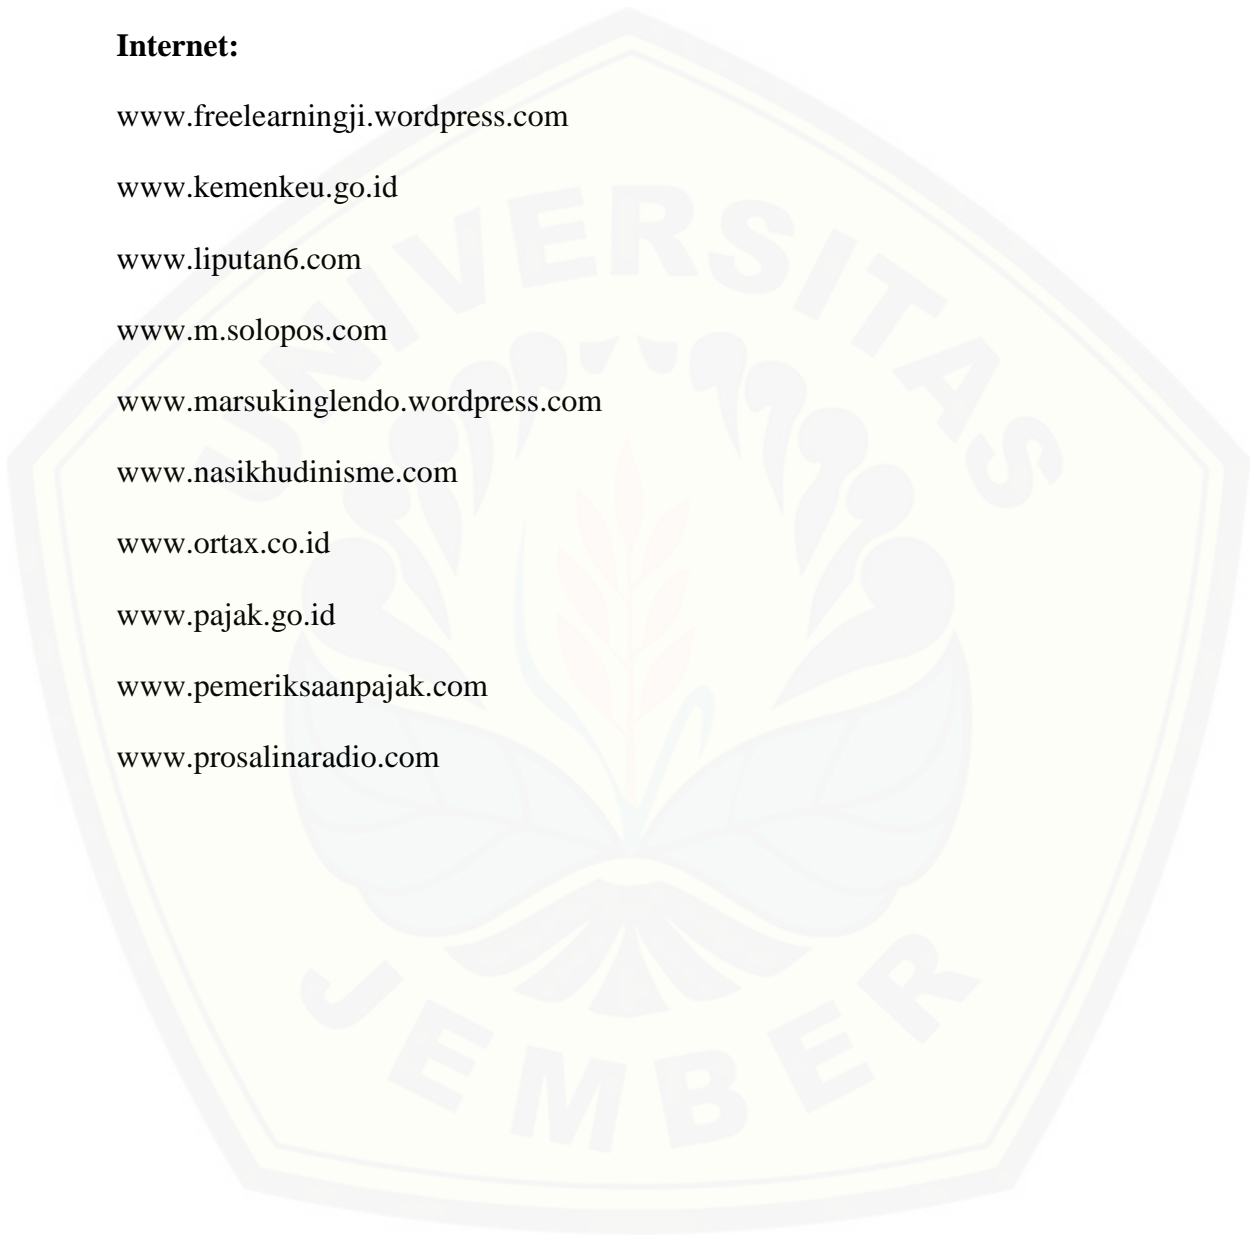 Internet:
www.freelearningji.wordpress.com
www.kemenkeu.go.id
www.liputan6.com
www.m.solopos.com
www.marsukinglendo.wordpress.com
www.nasikhudinisme.com
www.ortax.co.id
www.pajak.go.id
www.pemeriksaanpajak.com
www.prosalinaradio.com
UNIVERSITAS
JEMBER